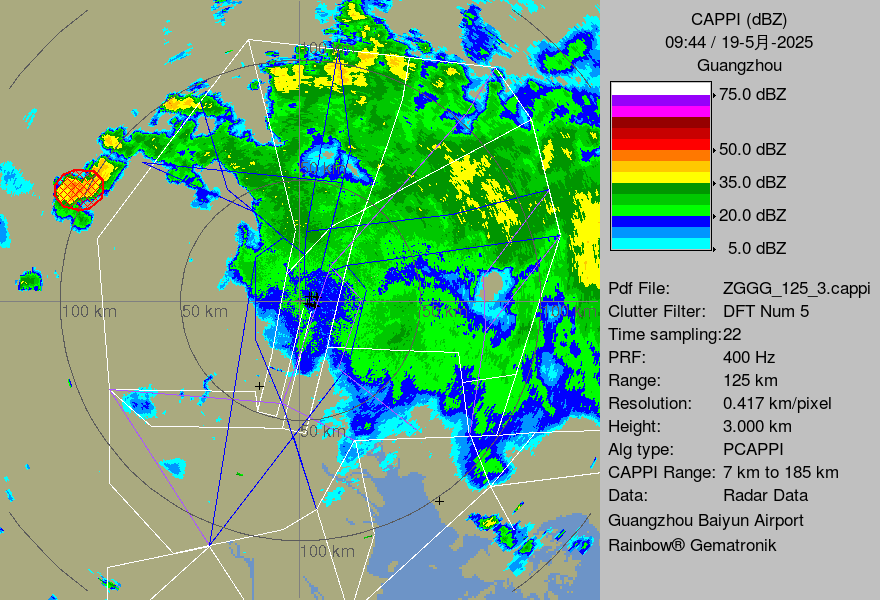 CAPPI (dBZ)
09:44 / 19-5月-2025
Guangzhou
75.0 dBZ
50.0 dBZ
35.0 dBZ
20.0 dBZ
5.0 dBZ
Pdf File: ZGGG_125_3.cappi
Clutter Filter: DFT Num 5
Time sampling:22
PRF: 400 Hz
Range: 125 km
Resolution: 0.417 km/pixel
Height: 3.000 km
Alg type: PCAPPI
CAPPI Range: 7 km to 185 km
Data: Radar Data
Guangzhou Baiyun Airport
Rainbow® Gematronik
100 km
50 km
100 km
50 km
50 km
100 km